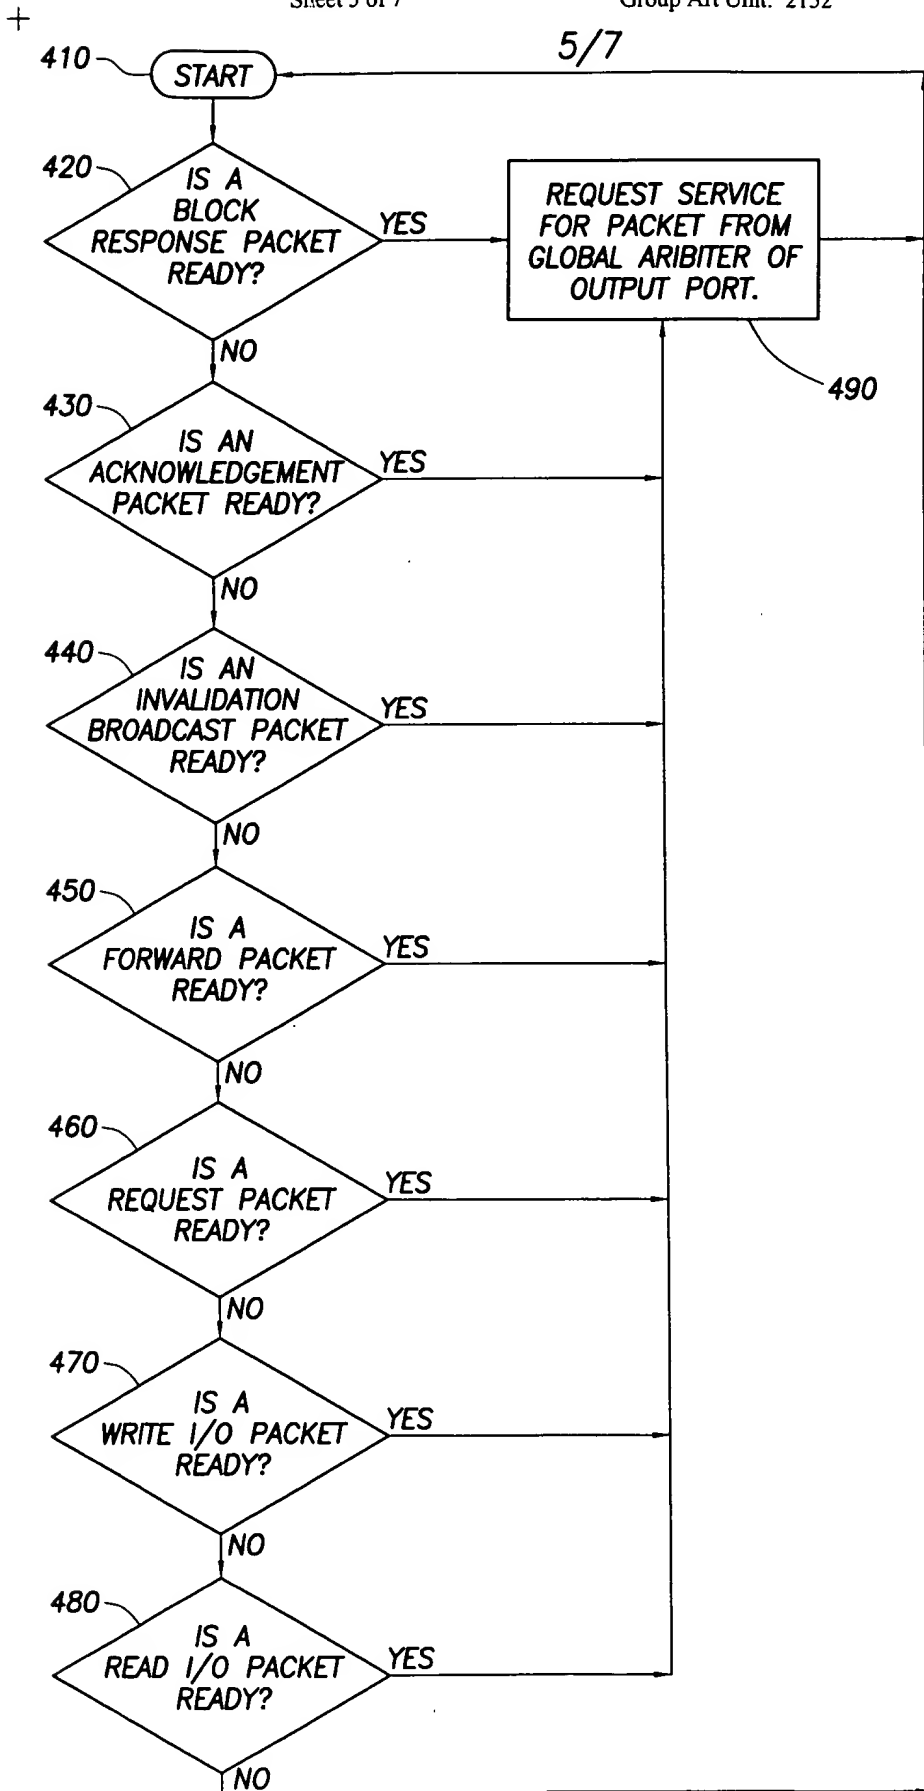 Sheet 5 of 7 Group Art Unit: 2152
5/7
410 START
420
IS A
BLOCK
RESPONSE PACKET
READY?
YES
REQUEST SERVICE
FOR PACKET FROM
GLOBAL ARIBITER OF
OUTPUT PORT.
490
NO
430
IS AN
ACKNOWLEDGEMENT
PACKET READY?
YES
NO
440
IS AN
INVALIDATION
BROADCAST PACKET
READY?
YES
NO
450
IS A
FORWARD PACKET
READY?
YES
NO
460
IS A
REQUEST PACKET
READY?
YES
NO
470
IS A
WRITE I/O PACKET
READY?
YES
NO
480
IS A
READ I/O PACKET
READY?
YES
NO